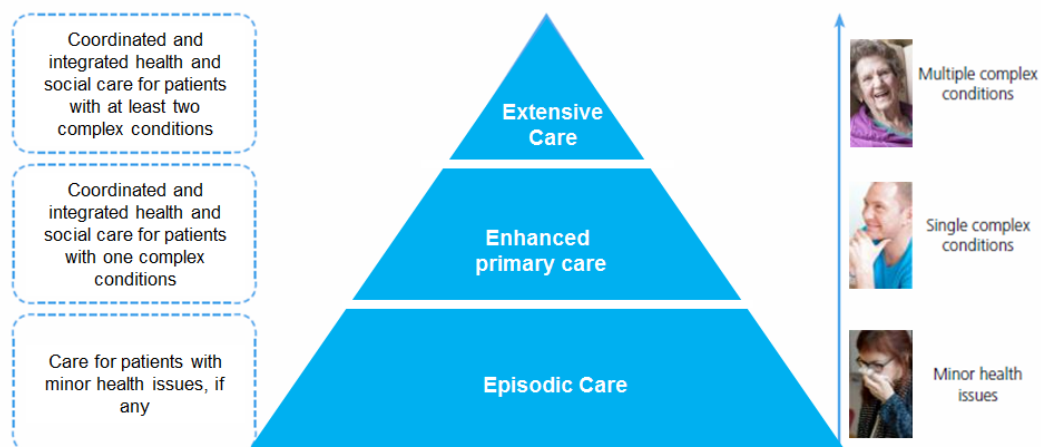 Coordinated and
integrated health and
social care for patients
with at least two
complex conditions
Extensive
Care
Multiple complex
conditions
Coordinated and
integrated health and
social care for patients
with one complex
conditions
Enhanced
primary care
Single complex
conditions
Care for patients with
minor health issues, if
any
Episodic Care
Minor health
issues